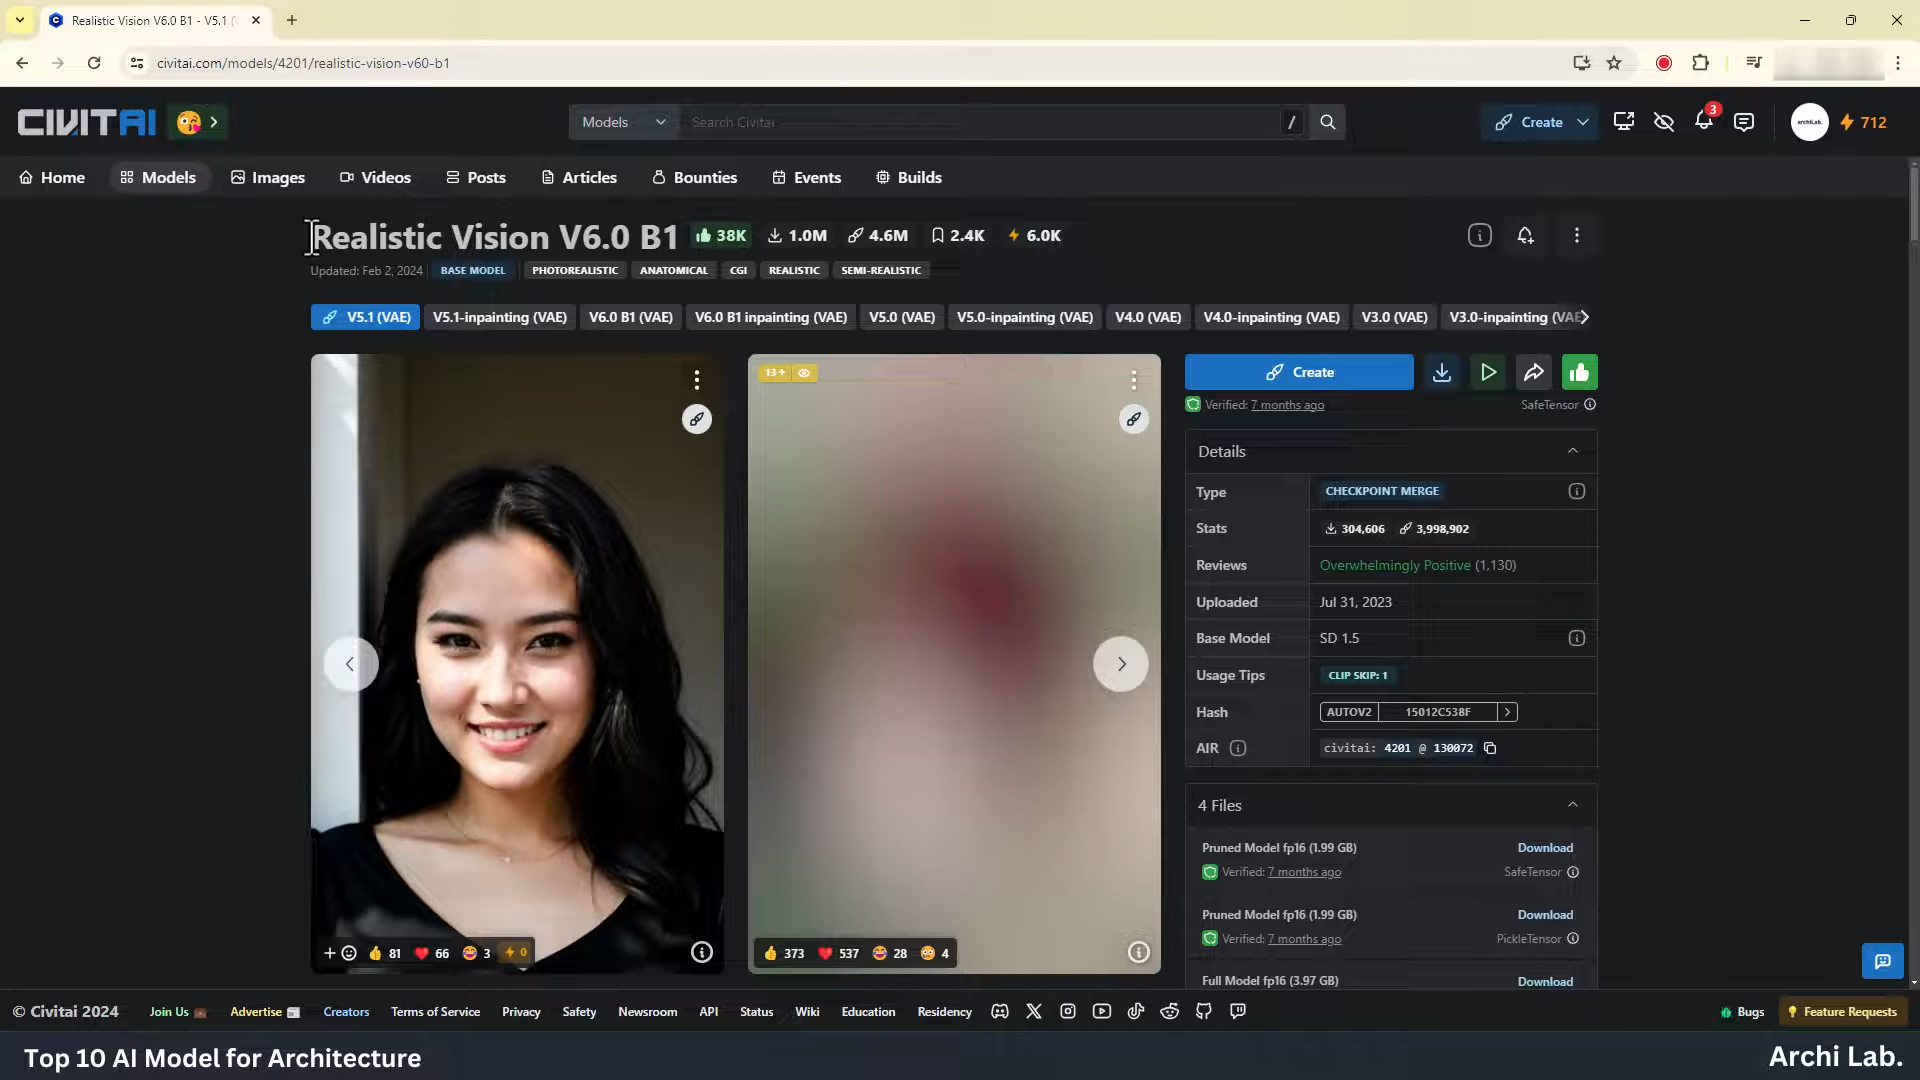 Realistic Vision V6.0 B1 - V5.1 (
civitai.com/models/4201/realistic-vision-v60-b1
CIVITAI
Models
Search Civitai
/
Create
3
archiLab.
712
Home
Models
Images
Videos
Posts
Articles
Bounties
Events
Builds
Realistic Vision V6.0 B1
38K
1.0M
4.6M
2.4K
6.0K
Updated: Feb 2, 2024
BASE MODEL
PHOTOREALISTIC
ANATOMICAL
CGI
REALISTIC
SEMI-REALISTIC
V5.1 (VAE)
V5.1-inpainting (VAE)
V6.0 B1 (VAE)
V6.0 B1 inpainting (VAE)
V5.0 (VAE)
V5.0-inpainting (VAE)
V4.0 (VAE)
V4.0-inpainting (VAE)
V3.0 (VAE)
V3.0-inpainting (VAE
13+
81
66
3
0
373
537
28
4
Create
Verified: 7 months ago
SafeTensor
Details
Type
CHECKPOINT MERGE
Stats
304,606
3,998,902
Reviews
Overwhelmingly Positive (1,130)
Uploaded
Jul 31, 2023
Base Model
SD 1.5
Usage Tips
CLIP SKIP: 1
Hash
AUTOV2
15012C538F
AIR
civitai: 4201 @ 130072
4 Files
Pruned Model fp16 (1.99 GB)
Download
Verified: 7 months ago
SafeTensor
Pruned Model fp16 (1.99 GB)
Download
Verified: 7 months ago
PickleTensor
Full Model fp16 (3.97 GB)
Download
© Civitai 2024
Join Us
Advertise
Creators
Terms of Service
Privacy
Safety
Newsroom
API
Status
Wiki
Education
Residency
Bugs
Feature Requests
Top 10 AI Model for Architecture
Archi Lab.